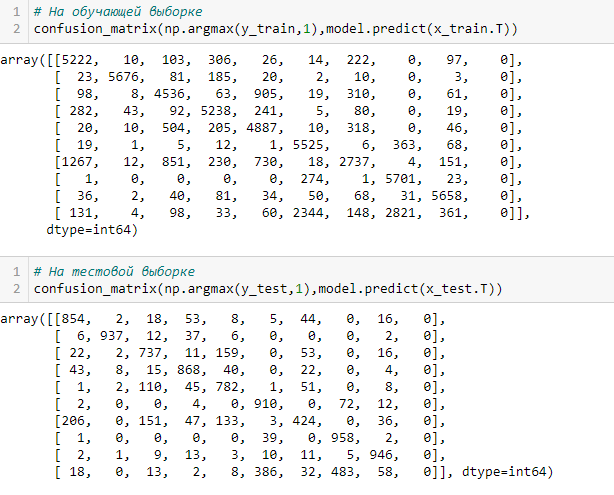 1 # На обучающей выборке
2 confusion_matrix(np.argmax(y_train,1),model.predict(x_train.T))
array([[5222, 10, 103, 306, 26, 14, 222, 0, 97, 0],
[ 23, 5676, 81, 185, 20, 2, 10, 0, 3, 0],
[ 98, 8, 4536, 63, 905, 19, 310, 0, 61, 0],
[ 282, 43, 92, 5238, 241, 5, 80, 0, 19, 0],
[ 20, 10, 504, 205, 4887, 10, 318, 0, 46, 0],
[ 19, 1, 5, 12, 1, 5525, 6, 363, 68, 0],
[1267, 12, 851, 230, 730, 18, 2737, 4, 151, 0],
[ 1, 0, 0, 0, 0, 274, 1, 5701, 23, 0],
[ 36, 2, 40, 81, 34, 50, 68, 31, 5658, 0],
[ 131, 4, 98, 33, 60, 2344, 148, 2821, 361, 0]],
dtype=int64)
1 # На тестовой выборке
2 confusion_matrix(np.argmax(y_test,1),model.predict(x_test.T))
array([[854, 2, 18, 53, 8, 5, 44, 0, 16, 0],
[ 6, 937, 12, 37, 6, 0, 0, 0, 2, 0],
[ 22, 2, 737, 11, 159, 0, 53, 0, 16, 0],
[ 43, 8, 15, 868, 40, 0, 22, 0, 4, 0],
[ 1, 2, 110, 45, 782, 1, 51, 0, 8, 0],
[ 2, 0, 0, 4, 0, 910, 0, 72, 12, 0],
[206, 0, 151, 47, 133, 3, 424, 0, 36, 0],
[ 1, 0, 0, 0, 0, 39, 0, 958, 2, 0],
[ 2, 1, 9, 13, 3, 10, 11, 5, 946, 0],
[ 18, 0, 13, 2, 8, 386, 32, 483, 58, 0]], dtype=int64)